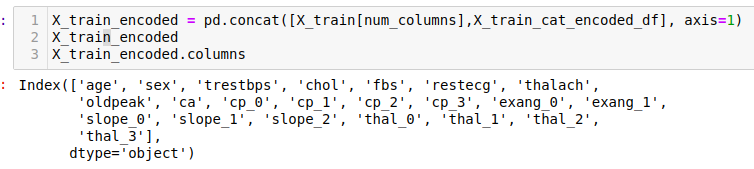 : 1 X_train_encoded = pd.concat([X_train[num_columns],X_train_cat_encoded_df], axis=1)
2 X_train_encoded
3 X_train_encoded.columns
: Index(['age', 'sex', 'trestbps', 'chol', 'fbs', 'restecg', 'thalach',
'oldpeak', 'ca', 'cp_0', 'cp_1', 'cp_2', 'cp_3', 'exang_0', 'exang_1',
'slope_0', 'slope_1', 'slope_2', 'thal_0', 'thal_1', 'thal_2',
'thal_3'],
dtype='object')